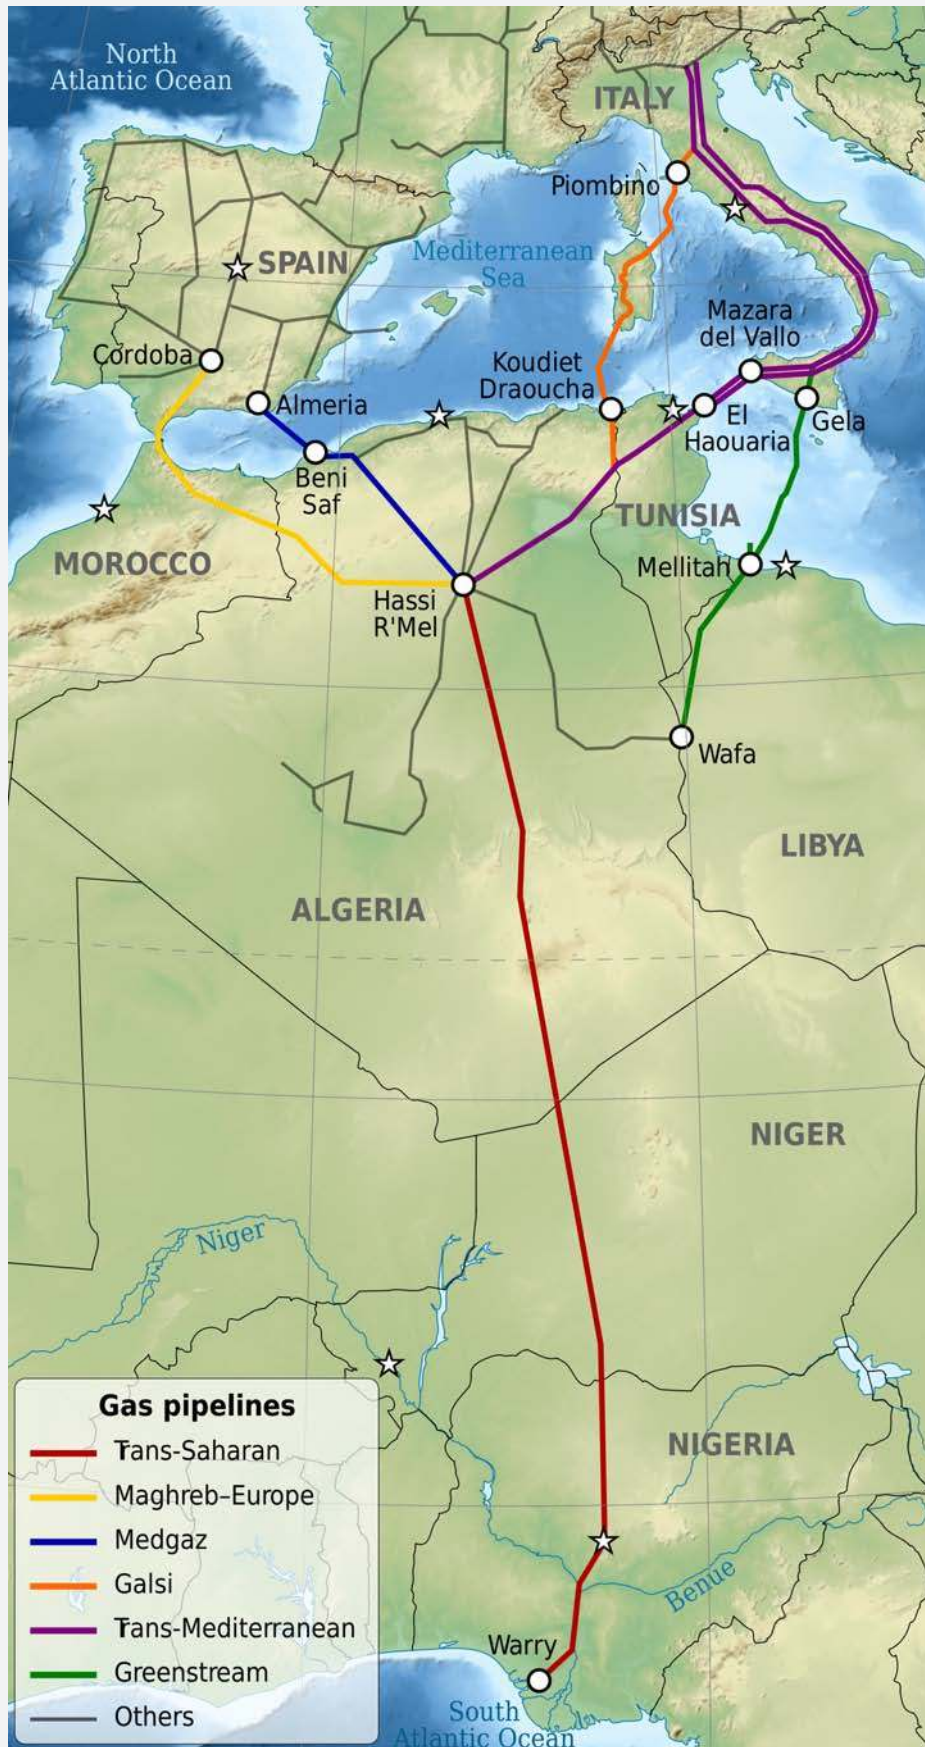 North
Atlantic Ocean
ITALY
Piombino
Mediterranean
Sea
SPAIN
Mazara
del Vallo
Cordoba
Koudiet
Draoucha
Almeria
El
Haouaria
Gela
Beni
Saf
TUNISIA
MOROCCO
Mellitah
Hassi
R'Mel
Wafa
LIBYA
ALGERIA
NIGER
Niger
Gas pipelines
Trans-Saharan
Maghreb–Europe
Medgaz
Galsi
Trans-Mediterranean
Greenstream
Others
NIGERIA
Benue
Warry
South
Atlantic Ocean